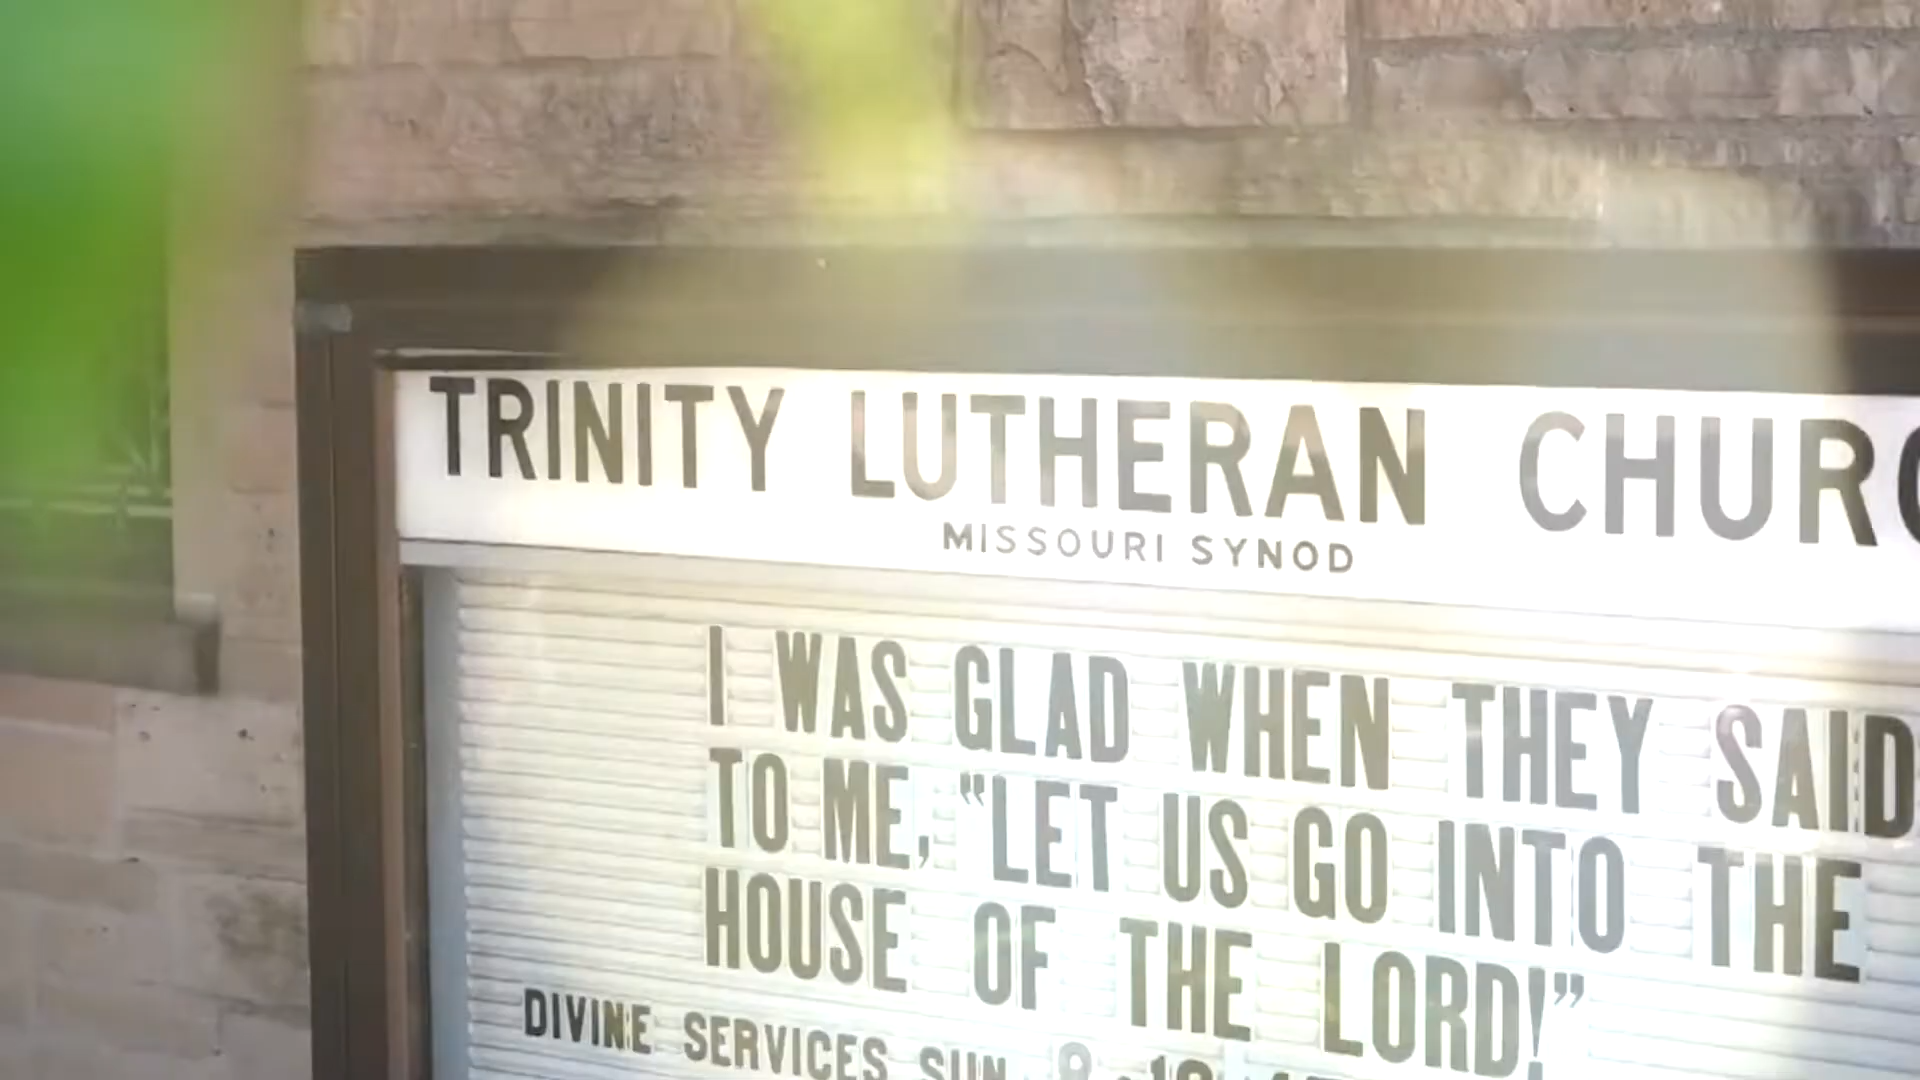 TRINITY LUTHERAN CHURC
MISSOURI SYNOD
I WAS GLAD WHEN THEY SAID
TO ME, “LET US GO INTO THE
HOUSE OF THE LORD!”
DIVINE SERVICES SUN